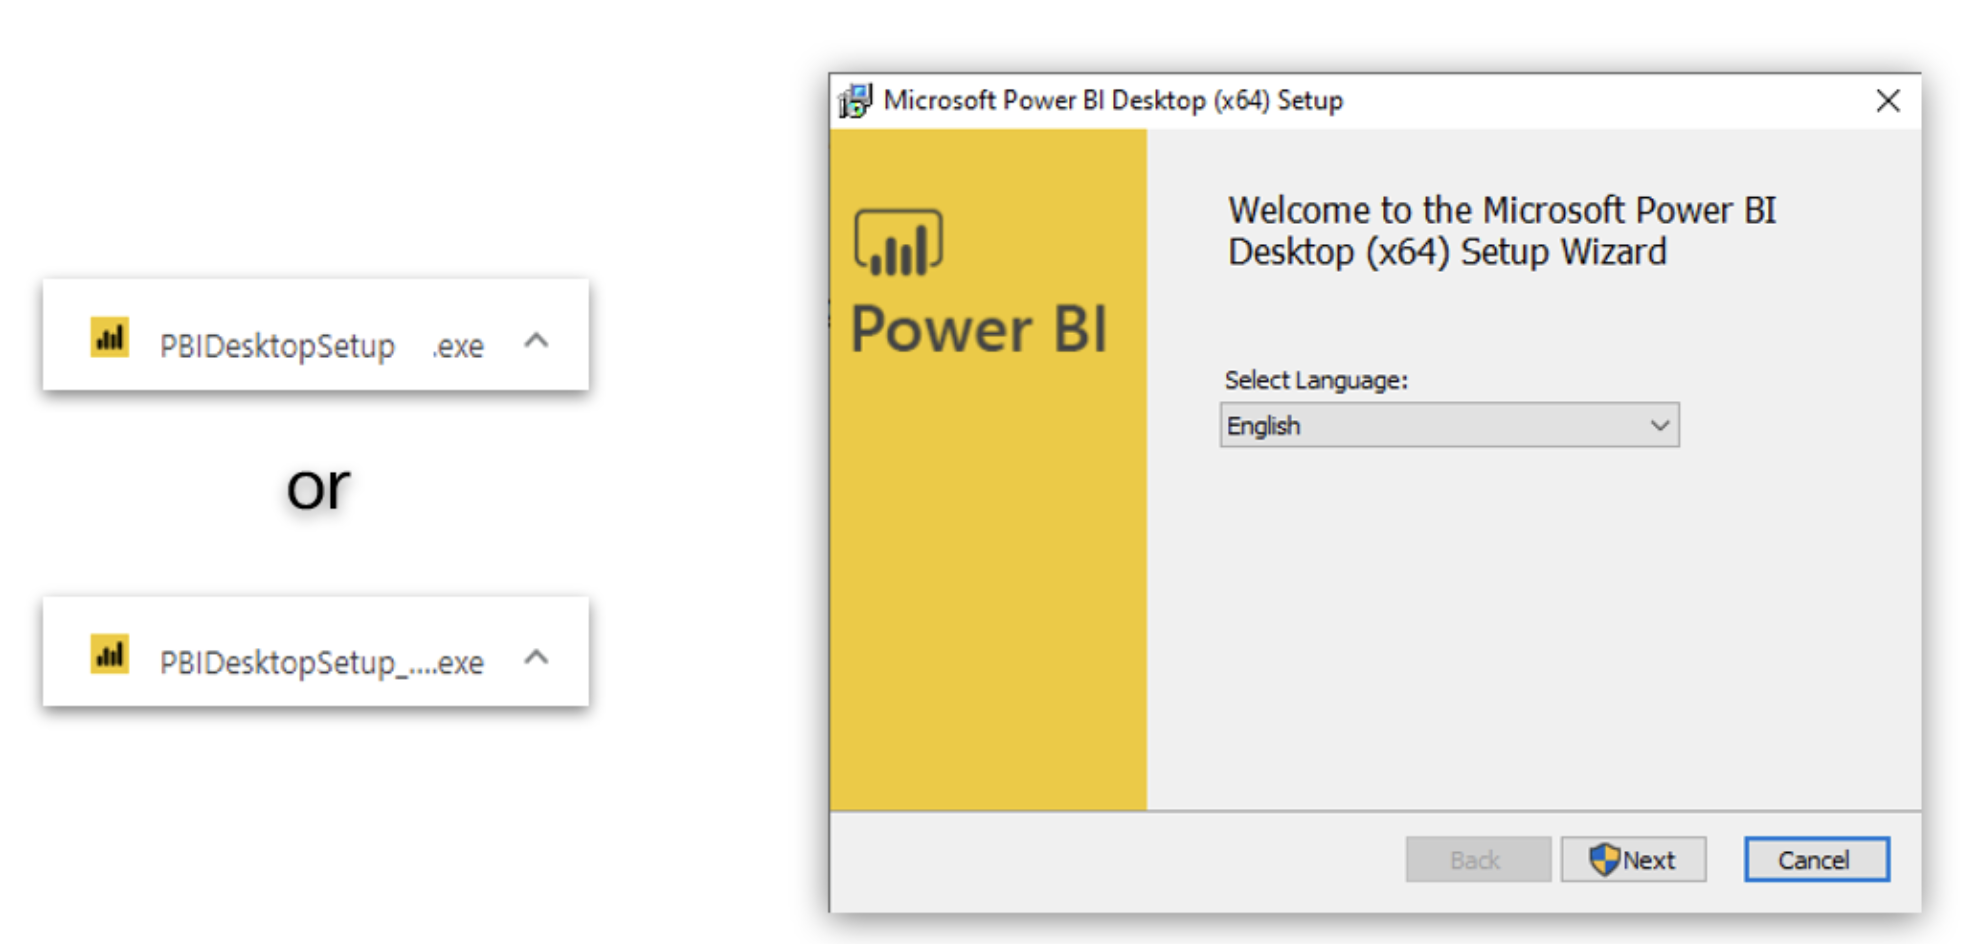 PBIDesktopSetup .exe
or
PBIDesktopSetup_....exe
Microsoft Power BI Desktop (x64) Setup
Power BI
Welcome to the Microsoft Power BI
Desktop (x64) Setup Wizard
Select Language:
English
Back
Next
Cancel